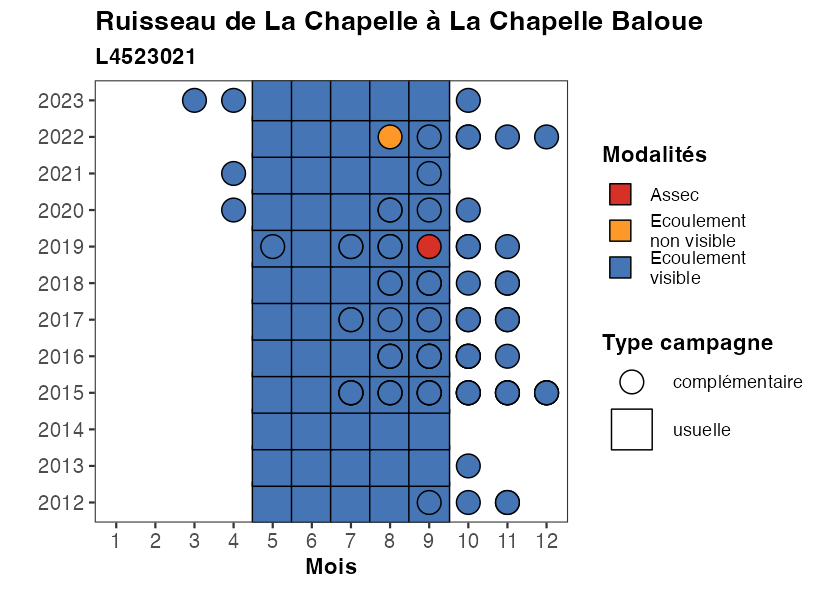 Ruisseau de La Chapelle à La Chapelle Baloue
L4523021
2023
2022
2021
2020
2019
2018
2017
2016
2015
2014
2013
2012
1 2 3 4 5 6 7 8 9 10 11 12
Mois
Modalités
Assec
Ecoulement
non visible
Ecoulement
visible
Type campagne
complémentaire
usuelle